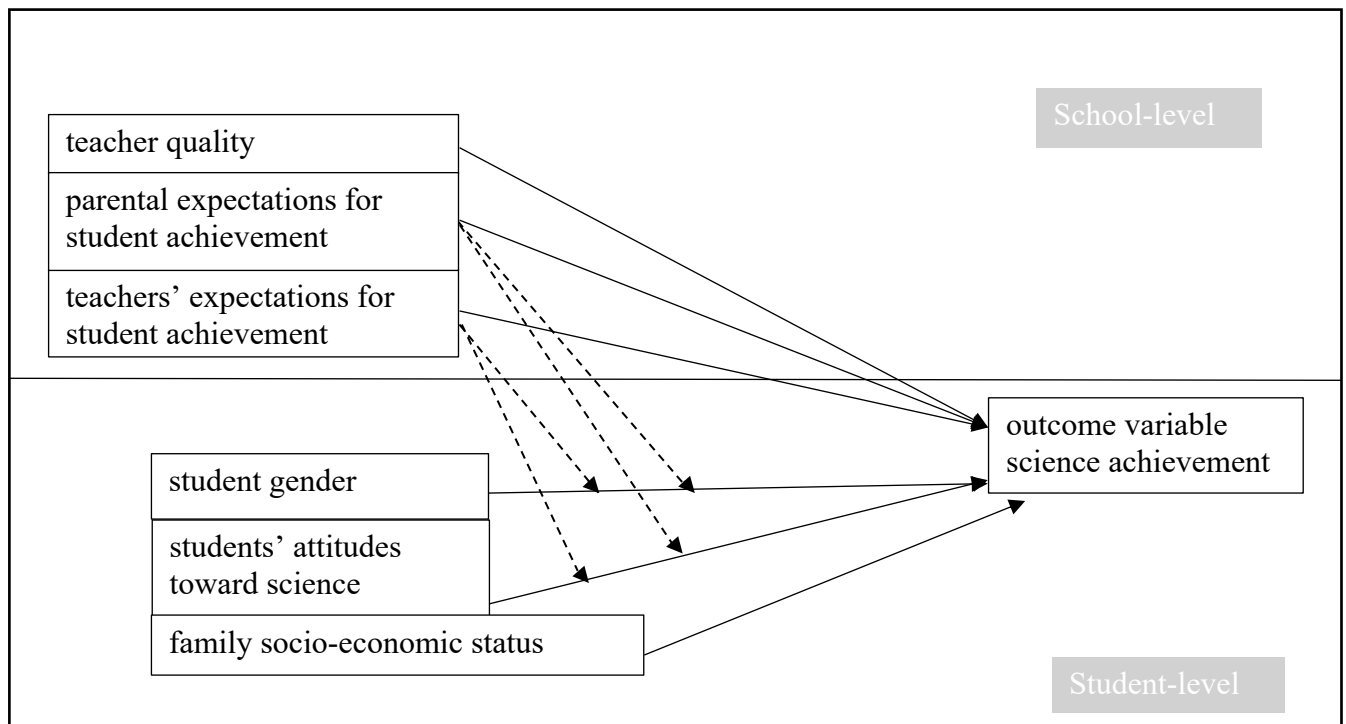 School-level
teacher quality
parental expectations for
student achievement
teachers’ expectations for
student achievement
outcome variable
science achievement
student gender
students’ attitudes
toward science
family socio-economic status
Student-level